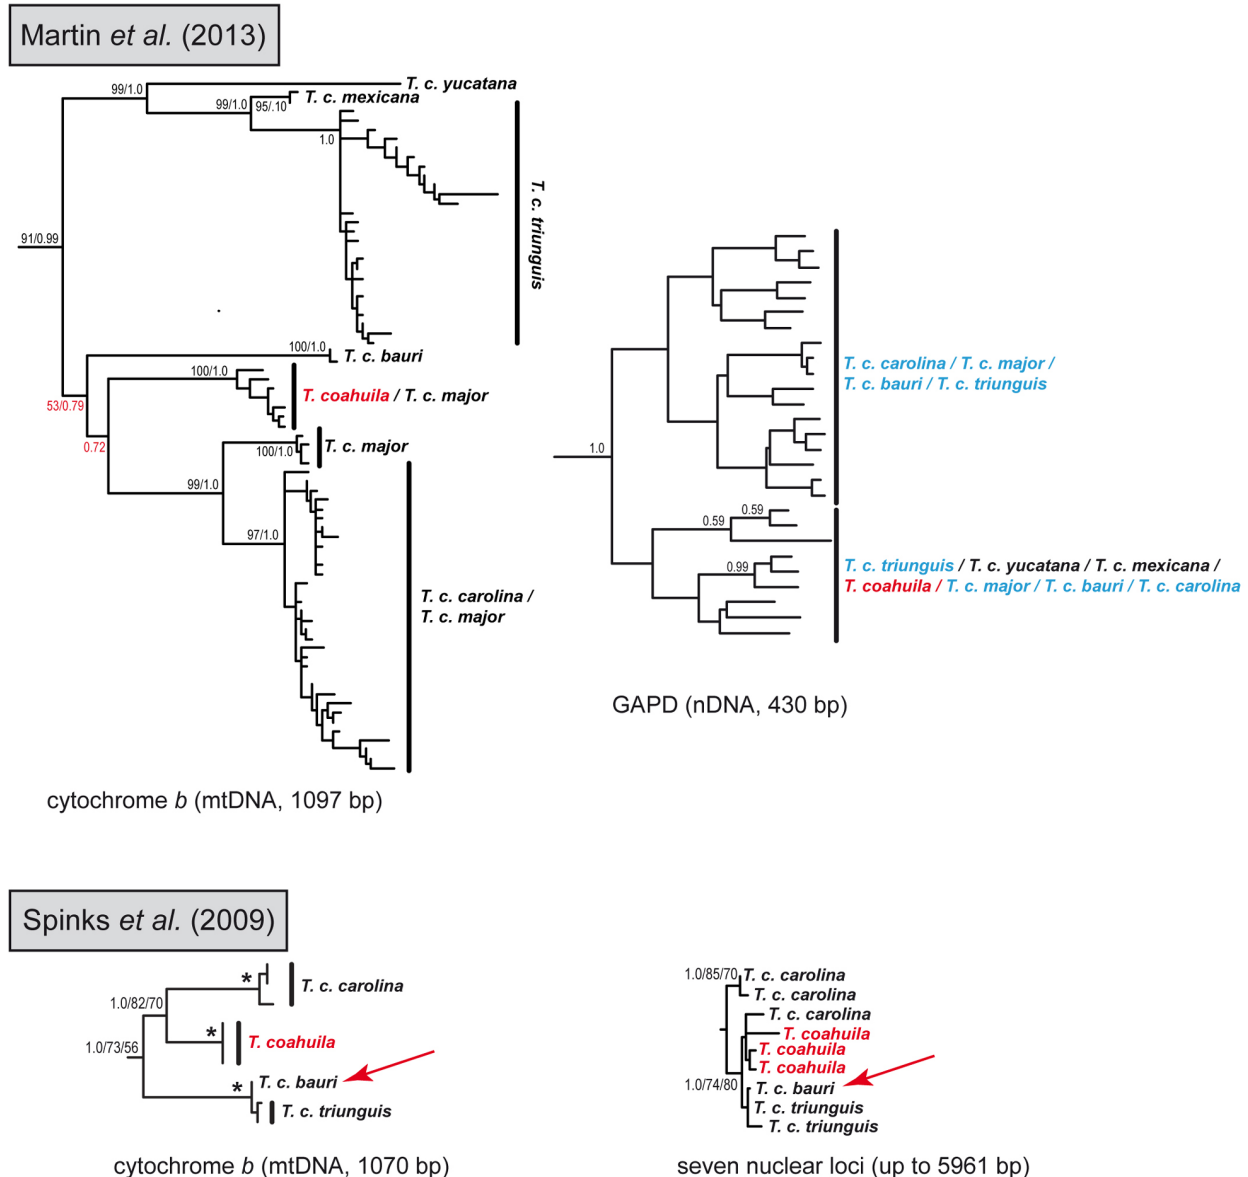 Martin et al. (2013)
99/1.0
T. c. yucatana
99/1.0
95/.10
T. c. mexicana
1.0
T. c. triunguis
91/0.99
100/1.0
T. c. bauri
100/1.0
T. coahuila / T. c. major
53/0.79
0.72
100/1.0
T. c. major
99/1.0
97/1.0
T. c. carolina /
T. c. major
cytochrome b (mtDNA, 1097 bp)
T. c. carolina / T. c. major /
T. c. bauri / T. c. triunguis
1.0
0.59
0.59
0.99
T. c. triunguis / T. c. yucatana / T. c. mexicana /
T. coahuila / T. c. major / T. c. bauri / T. c. carolina
GAPD (nDNA, 430 bp)
Spinks et al. (2009)
*
T. c. carolina
1.0/82/70
*
T. coahuila
1.0/73/56
*
T. c. bauri
T. c. triunguis
cytochrome b (mtDNA, 1070 bp)
1.0/85/70
T. c. carolina
T. c. carolina
T. c. carolina
T. coahuila
T. coahuila
T. coahuila
1.0/74/80
T. c. bauri
T. c. triunguis
T. c. triunguis
seven nuclear loci (up to 5961 bp)